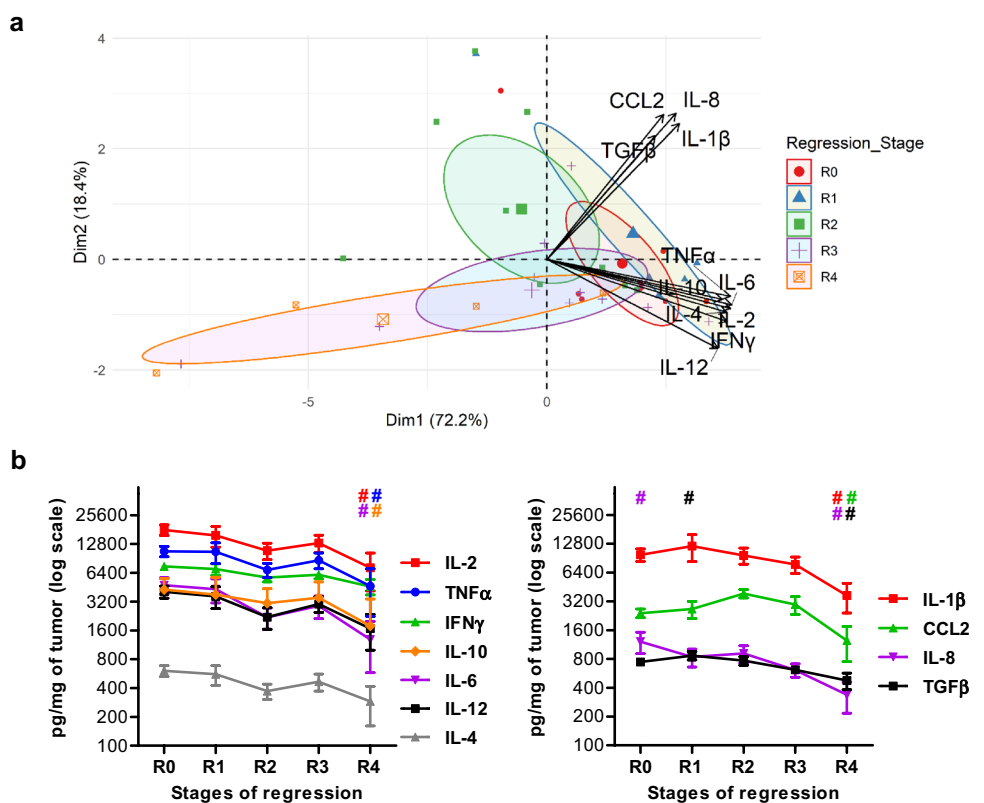 a
4
2
0
-2
Dim2 (18.4%)
-5
0
Dim1 (72.2%)
CCL2
IL-8
TGFβ
IL-1β
TNFα
IL-10
IL-6
IL-4
IL-2
IFNγ
IL-12
Regression_Stage
R0
R1
R2
R3
R4
b
pg/mg of tumor (log scale)
25600
12800
6400
3200
1600
800
400
200
100
# #
# #
R0 R1 R2 R3 R4
Stages of regression
IL-2
TNFα
IFNγ
IL-10
IL-6
IL-12
IL-4
pg/mg of tumor (log scale)
25600
12800
6400
3200
1600
800
400
200
100
# # # #
# #
R0 R1 R2 R3 R4
Stages of regression
IL-1β
CCL2
IL-8
TGFβ